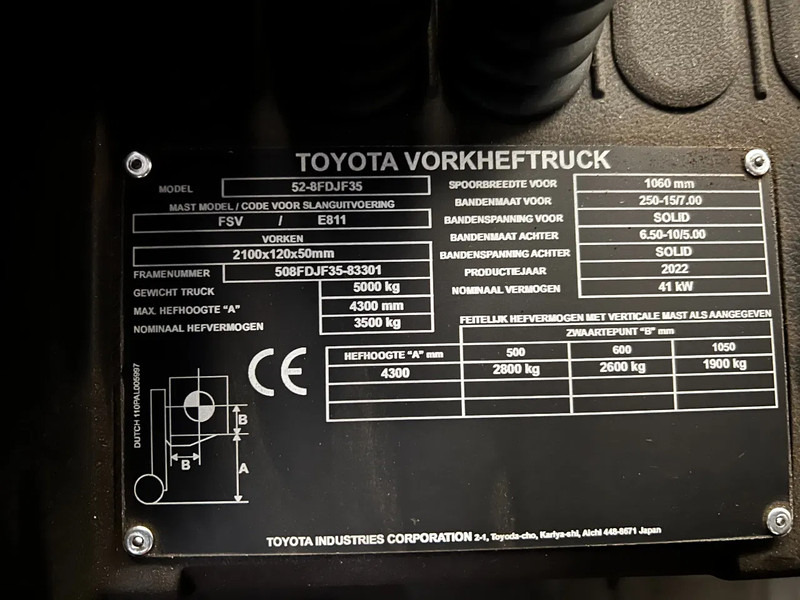 TOYOTA VORKHEFTRUCK
MODEL 52-8FDJF35
MAST MODEL / CODE VOOR SLANGUITVOERING
FSV / E811
VORKEN
2100x120x50mm
FRAMENUMMER 508FDJF35-83301
GEWICHT TRUCK 5000 kg
MAX. HEFHOOGTE "A" 4300 mm
NOMINAAL HEFVERMOGEN 3500 kg
SPOORBREEDTE VOOR 1060 mm
BANDENMAAT VOOR 250-15/7.00
BANDENSPANNING VOOR SOLID
BANDENMAAT ACHTER 6.50-10/5.00
BANDENSPANNING ACHTER SOLID
PRODUCTIEJAAR 2022
NOMINAAL VERMOGEN 41 kW
FEITELIJK HEFVERMOGEN MET VERTICALE MAST ALS AANGEGEVEN
ZWAARTEPUNT "B" mm
HEFHOOGTE "A" mm 500 600 1050
4300 2800 kg 2600 kg 1900 kg
CE
DUTCH 110PAL005997
B
B
A
TOYOTA INDUSTRIES CORPORATION 2-1, Toyoda-cho, Kariya-shi, Aichi 448-8671 Japan